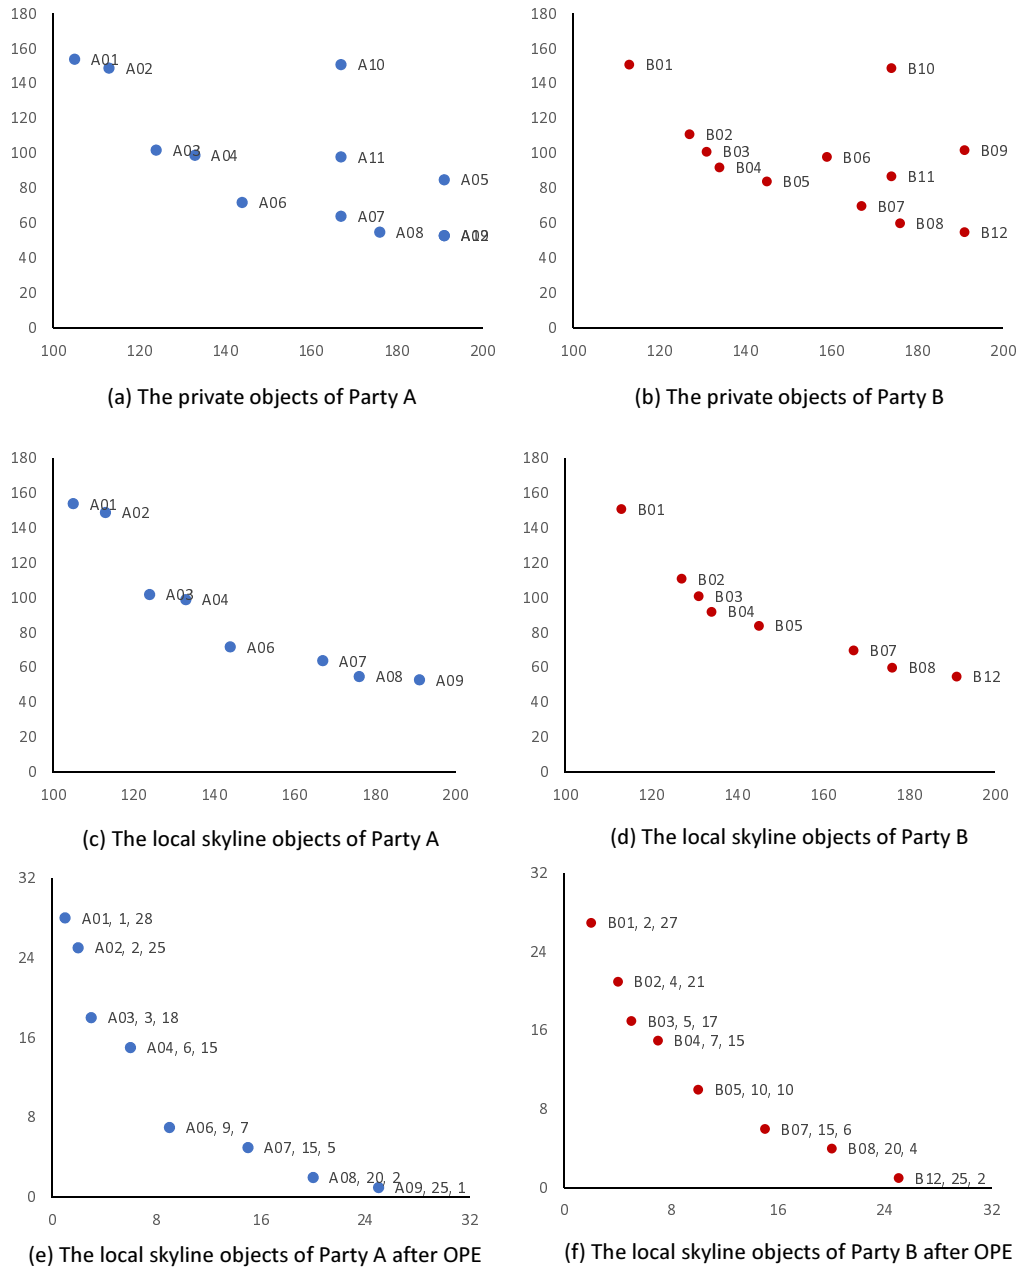 180
160
140
120
100
80
60
40
20
0
A01
A02
A10
A03
A04
A11
A05
A06
A07
A08
A09
A12
100 120 140 160 180 200
(a) The private objects of Party A
180
160
140
120
100
80
60
40
20
0
B01
B10
B02
B03
B04
B05
B06
B09
B11
B07
B08
B12
100 120 140 160 180 200
(b) The private objects of Party B
180
160
140
120
100
80
60
40
20
0
A01
A02
A03
A04
A06
A07
A08
A09
100 120 140 160 180 200
(c) The local skyline objects of Party A
180
160
140
120
100
80
60
40
20
0
B01
B02
B03
B04
B05
B07
B08
B12
100 120 140 160 180 200
(d) The local skyline objects of Party B
32
24
16
8
0
A01, 1, 28
A02, 2, 25
A03, 3, 18
A04, 6, 15
A06, 9, 7
A07, 15, 5
A08, 20, 2
A09, 25, 1
0 8 16 24 32
(e) The local skyline objects of Party A after OPE
32
24
16
8
0
B01, 2, 27
B02, 4, 21
B03, 5, 17
B04, 7, 15
B05, 10, 10
B07, 15, 6
B08, 20, 4
B12, 25, 2
0 8 16 24 32
(f) The local skyline objects of Party B after OPE